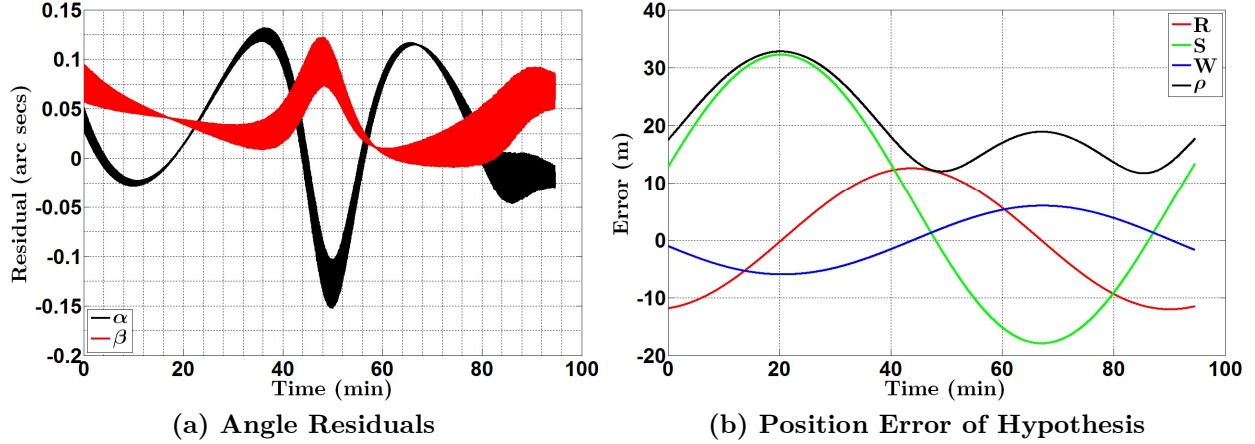 0.15
0.1
0.05
0
-0.05
-0.1
-0.15
-0.2
Residual (arc secs)
α
β
0 20 40 60 80 100
Time (min)
(a) Angle Residuals
40
30
20
10
0
-10
-20
Error (m)
R
S
W
ρ
0 20 40 60 80 100
Time (min)
(b) Position Error of Hypothesis